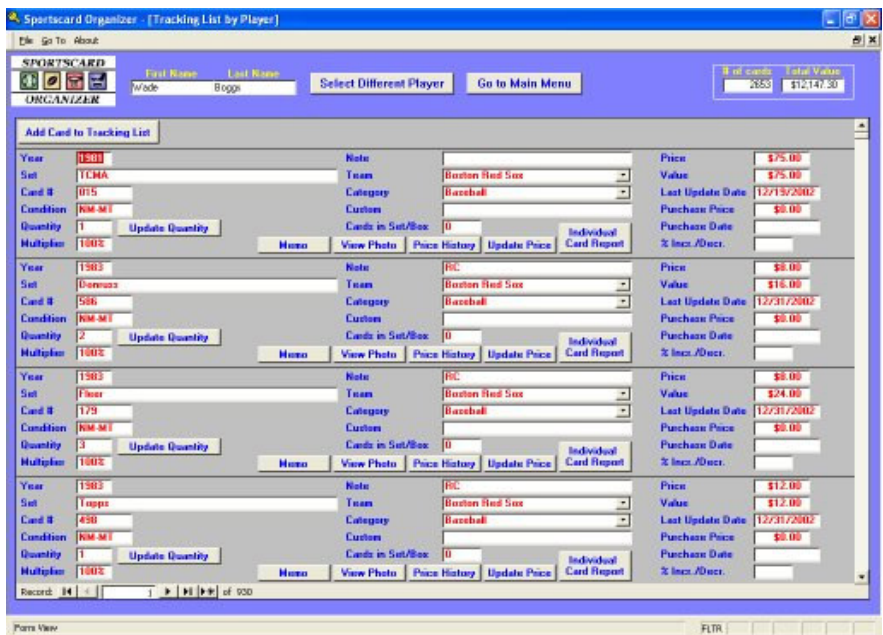 Sportscard Organizer - [Tracking List by Player]
File Go To About
SPORTSCARD
ORGANIZER
First Name Last Name
Wade Boggs
Select Different Player Go to Main Menu
# of cards Total Value
2653 $12,147.30
Add Card to Tracking List
Year 1981 Note Price $75.00
Set TCMA Team Boston Red Sox Value $75.00
Card # 015 Category Baseball Last Update Date 12/19/2002
Condition NM-MT Custom Purchase Price $0.00
Quantity 1 Update Quantity Cards in Set/Box 0 Purchase Date
Multiplier 100% Memo View Photo Price History Update Price Individual Card Report % Incr./Decr.
Year 1983 Note RC Price $8.00
Set Donruss Team Boston Red Sox Value $16.00
Card # 586 Category Baseball Last Update Date 12/31/2002
Condition NM-MT Custom Purchase Price $0.00
Quantity 2 Update Quantity Cards in Set/Box 0 Purchase Date
Multiplier 100% Memo View Photo Price History Update Price Individual Card Report % Incr./Decr.
Year 1983 Note RC Price $8.00
Set Fleer Team Boston Red Sox Value $24.00
Card # 179 Category Baseball Last Update Date 12/31/2002
Condition NM-MT Custom Purchase Price $0.00
Quantity 3 Update Quantity Cards in Set/Box 0 Purchase Date
Multiplier 100% Memo View Photo Price History Update Price Individual Card Report % Incr./Decr.
Year 1983 Note RC Price $12.00
Set Topps Team Boston Red Sox Value $12.00
Card # 498 Category Baseball Last Update Date 12/31/2002
Condition NM-MT Custom Purchase Price $0.00
Quantity 1 Update Quantity Cards in Set/Box 0 Purchase Date
Multiplier 100% Memo View Photo Price History Update Price Individual Card Report % Incr./Decr.
Record: 1 of 930
Form View FLTR